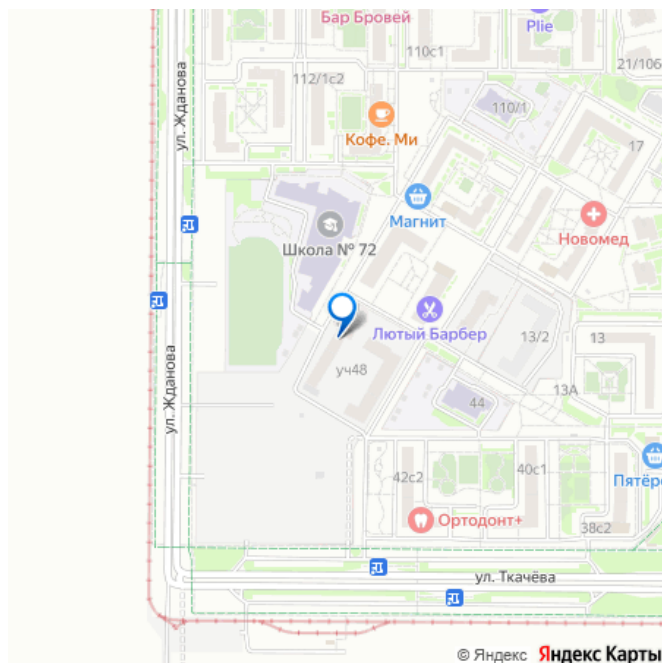 Бар Бровей
Plie
110с1
21/106
112/1с2
ул. Жданова
110/1
Кофе. Ми
17
Магнит
Новомед
Школа № 72
Лютый Барбер
13/2
13
ул. Жданова
уч48
13А
44
42с2
40с1
Пятёр
Ортодонт+
38с2
ул. Ткачёва
© Яндекс Яндекс Карты